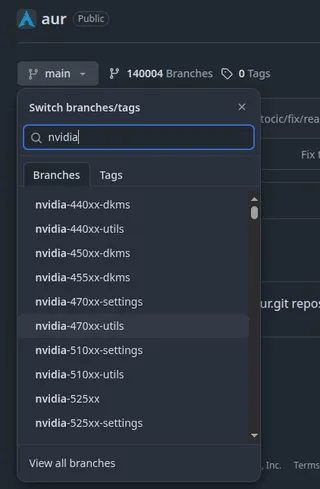 aur Public
main 140004 Branches 0 Tags
Switch branches/tags
tocic/fix/rea
nvidia
Fix t
Branches Tags
nvidia-440xx-dkms
nvidia-440xx-utils
nvidia-450xx-dkms
nvidia-455xx-dkms
nvidia-470xx-settings
ur.git repos
nvidia-470xx-utils
nvidia-510xx-settings
nvidia-510xx-utils
nvidia-525xx
nvidia-525xx-settings
View all branches
, Inc. Terms